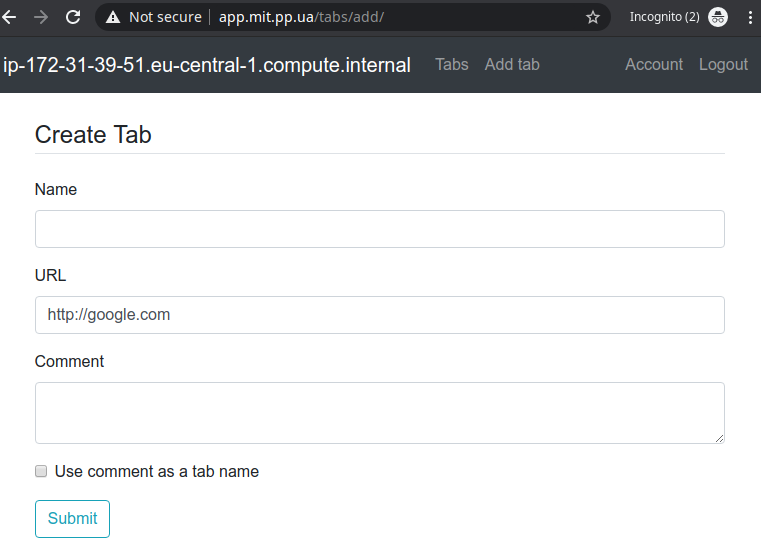 Not secure app.mit.pp.ua/tabs/add/ Incognito (2)
ip-172-31-39-51.eu-central-1.compute.internal Tabs Add tab Account Logout
Create Tab
Name
URL
http://google.com
Comment
Use comment as a tab name
Submit